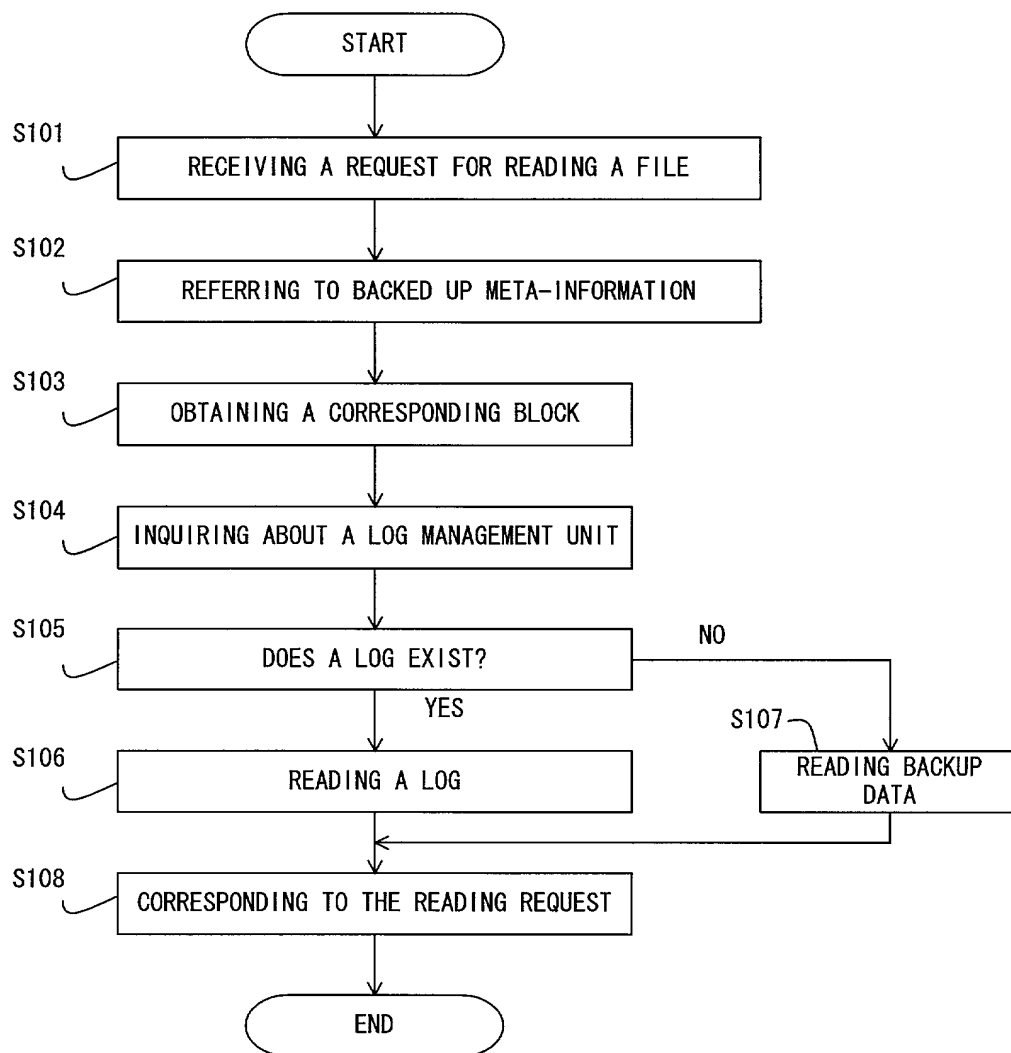 START
S101
RECEIVING A REQUEST FOR READING A FILE
S102
REFERRING TO BACKED UP META-INFORMATION
S103
OBTAINING A CORRESPONDING BLOCK
S104
INQUIRING ABOUT A LOG MANAGEMENT UNIT
S105
DOES A LOG EXIST?
NO
YES
S106
READING A LOG
S107
READING BACKUP
DATA
S108
CORRESPONDING TO THE READING REQUEST
END